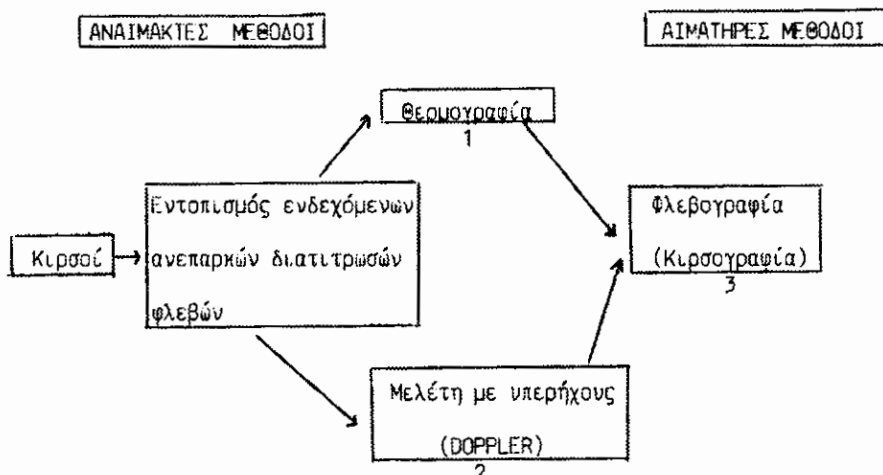 ΑΝΑΙΜΑΚΤΕΣ ΜΕΘΟΔΟΙ
ΑΙΜΑΤΗΡΕΣ ΜΕΘΟΔΟΙ
Θερμογραφία
1
Κιρσοί
Εντοπισμός ενδεχόμενων
ανεπαρκών διατιτρωσών
φλεβών
Φλεβογραφία
(Κιρσογραφία)
3
Μελέτη με υπερήχους
(DOPPLER)
2